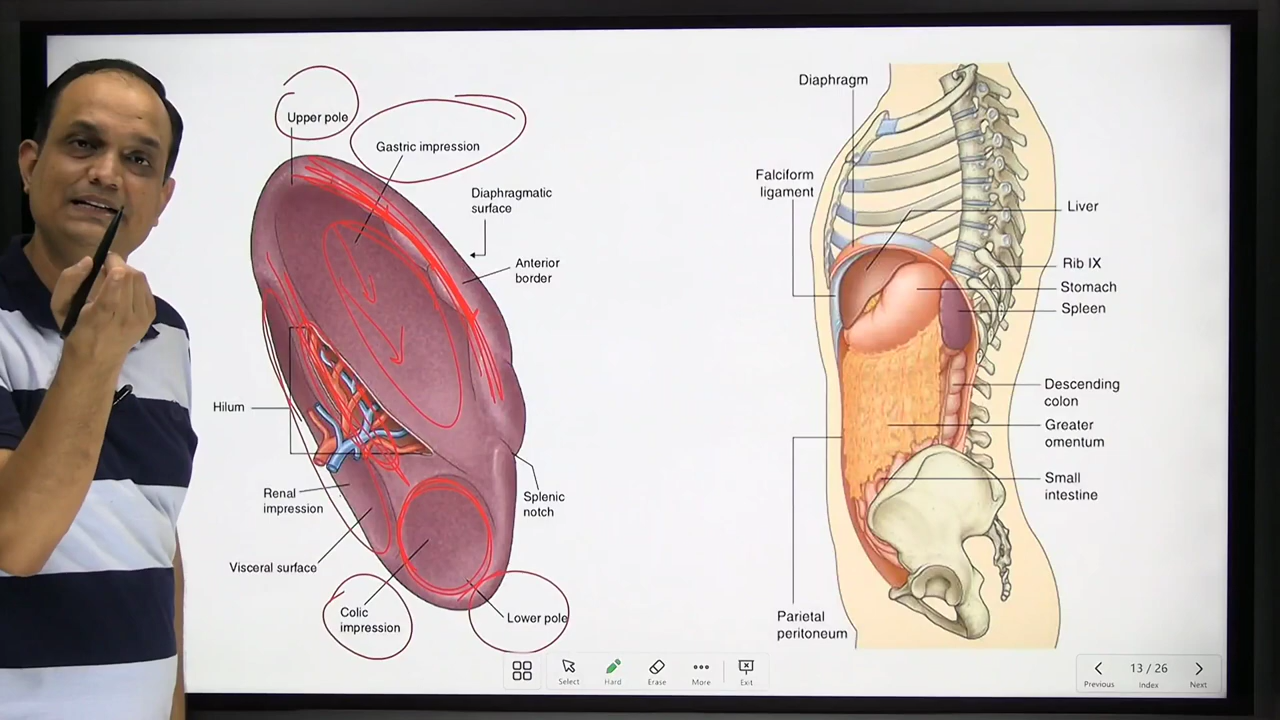 Upper pole
Gastric impression
Diaphragmatic
surface
Anterior
border
Hilum
Renal
impression
Splenic
notch
Visceral surface
Colic
impression
Lower pole
Diaphragm
Falciform
ligament
Liver
Rib IX
Stomach
Spleen
Descending
colon
Greater
omentum
Small
intestine
Parietal
peritoneum
Select
Hard
Erase
More
Exit
Previous
13 / 26
Index
Next